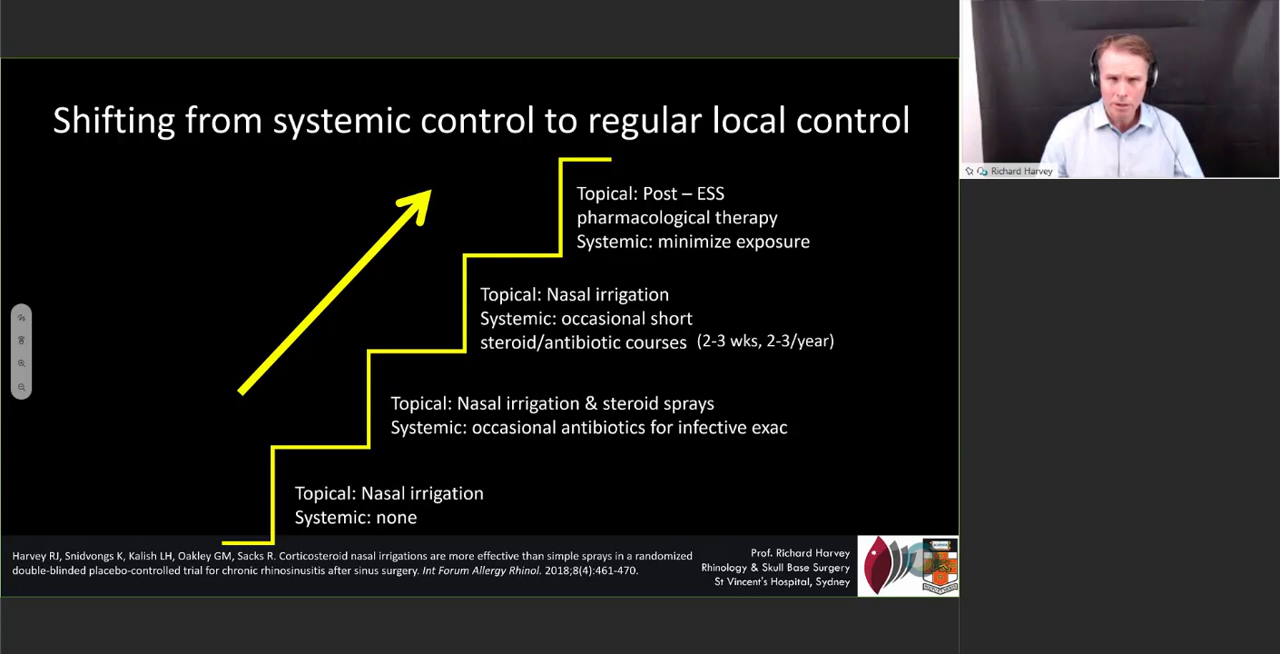 Shifting from systemic control to regular local control
Topical: Post – ESS
pharmacological therapy
Systemic: minimize exposure
Topical: Nasal irrigation
Systemic: occasional short
steroid/antibiotic courses (2-3 wks, 2-3/year)
Topical: Nasal irrigation & steroid sprays
Systemic: occasional antibiotics for infective exac
Topical: Nasal irrigation
Systemic: none
Harvey RJ, Snidvongs K, Kalish LH, Oakley GM, Sacks R. Corticosteroid nasal irrigations are more effective than simple sprays in a randomized
double-blinded placebo-controlled trial for chronic rhinosinusitis after sinus surgery. Int Forum Allergy Rhinol. 2018;8(4):461-470.
Prof. Richard Harvey
Rhinology & Skull Base Surgery
St Vincent's Hospital, Sydney
Richard Harvey